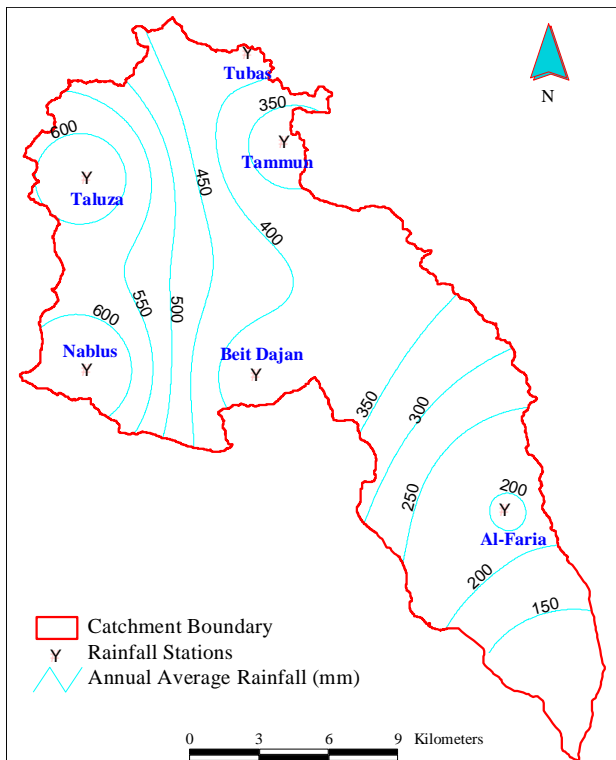 Tubas
N
350
600
Y
Tammun
Y
Y
Taluza
450
400
550
500
600
Nablus
Y
Beit Dajan
Y
350
300
250
200
Y
Al-Faria
200
150
Catchment Boundary
Y Rainfall Stations
Annual Average Rainfall (mm)
0 3 6 9 Kilometers